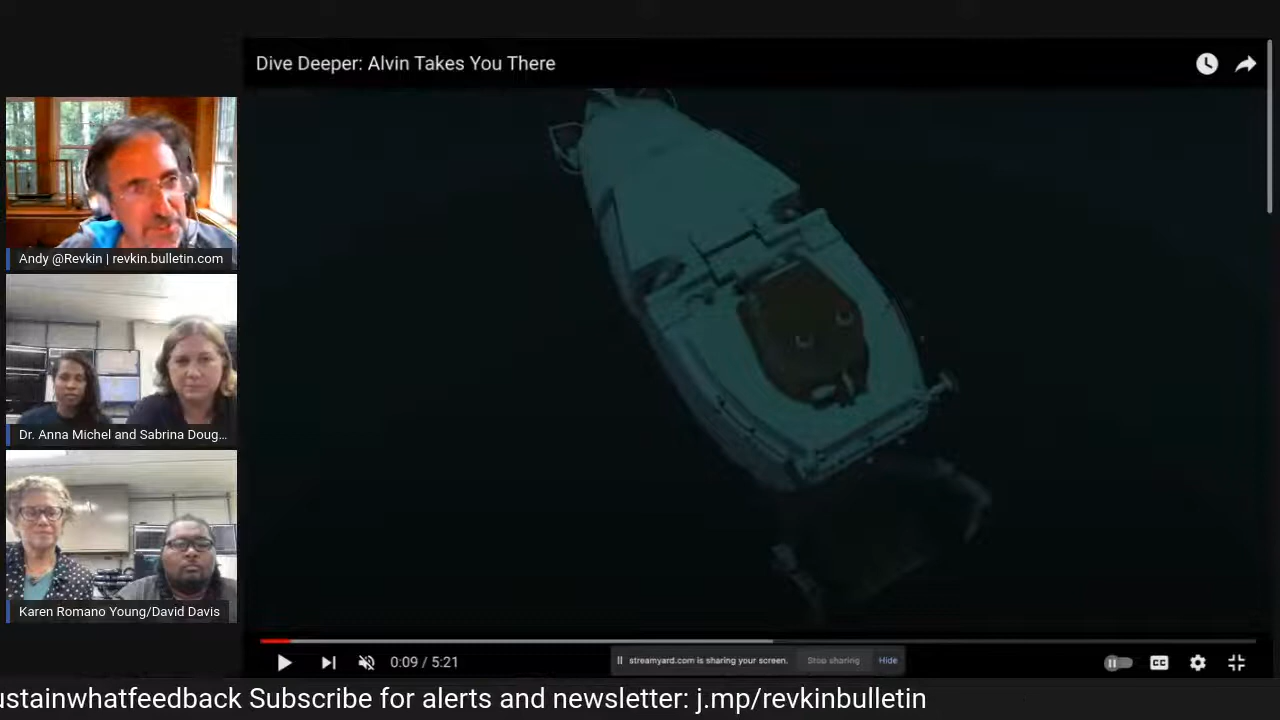 Dive Deeper: Alvin Takes You There
Andy @Revkin | revkin.bulletin.com
Dr. Anna Michel and Sabrina Doug...
Karen Romano Young/David Davis
0:09 / 5:21
streamyard.com is sharing your screen.
Stop sharing
Hide
CC
ustainwhatfeedback Subscribe for alerts and newsletter: j.mp/revkinbulletin